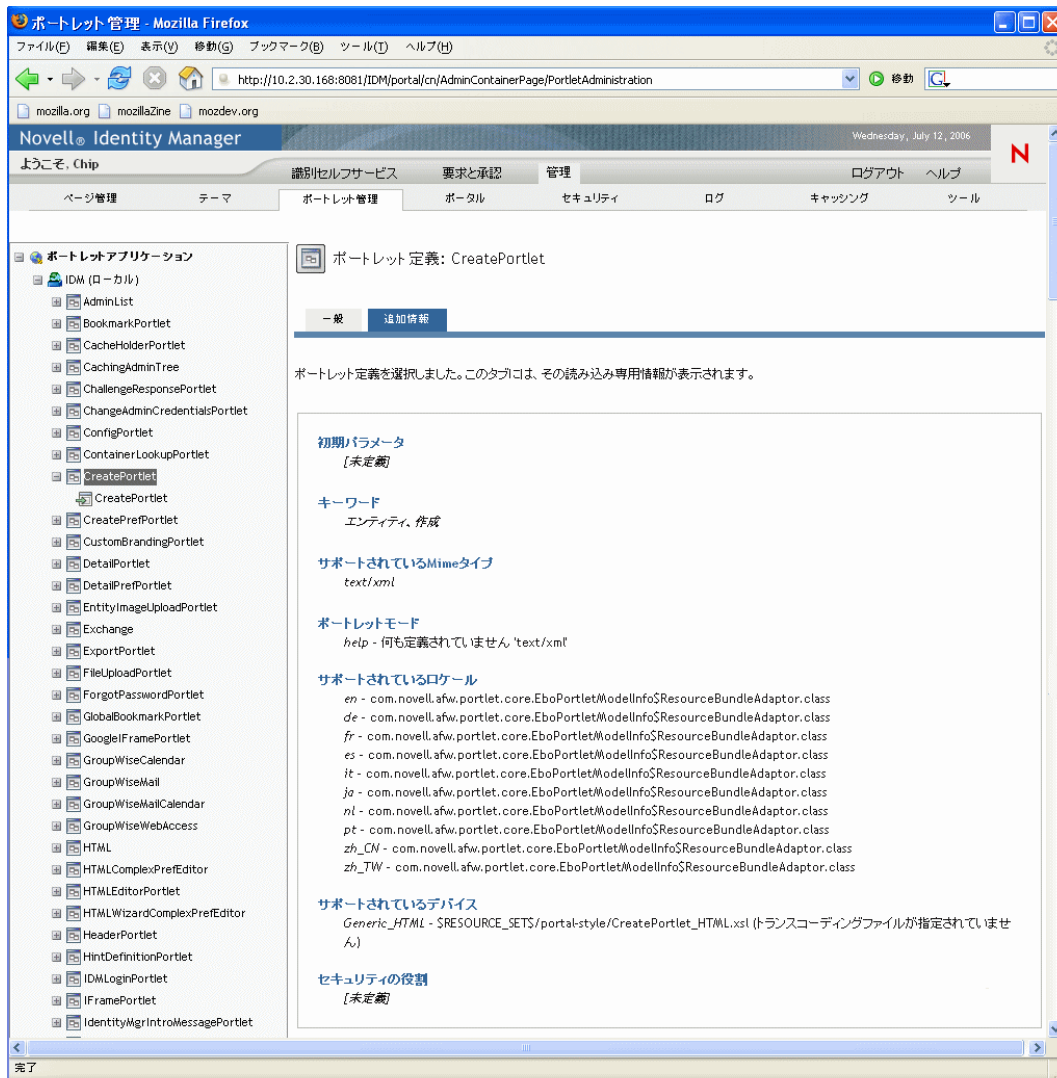 ポートレット管理 - Mozilla Firefox
ファイル(F) 編集(E) 表示(V) 移動(G) ブックマーク(B) ツール(T) ヘルプ(H)
http://10.2.30.168:8081/IDM/portal/cn/AdminContainerPage/PortletAdministration 移動
mozilla.org mozillaZine mozdev.org
Novell® Identity Manager Wednesday, July 12, 2006
N
ようこそ, Chip
識別セルフサービス 要求と承認 管理 ログアウト ヘルプ
ページ管理 テーマ ポートレット管理 ポータル セキュリティ ログ キャッシング ツール
ポートレットアプリケーション
IDM (ローカル)
AdminList
BookmarkPortlet
CacheHolderPortlet
CachingAdminTree
ChallengeResponsePortlet
ChangeAdminCredentialsPortlet
ConfigPortlet
ContainerLookupPortlet
CreatePortlet
CreatePortlet
CreatePrefPortlet
CustomBrandingPortlet
DetailPortlet
DetailPrefPortlet
EntityImageUploadPortlet
Exchange
ExportPortlet
FileUploadPortlet
ForgotPasswordPortlet
GlobalBookmarkPortlet
GoogleIFramePortlet
GroupWiseCalendar
GroupWiseMail
GroupWiseMailCalendar
GroupWiseWebAccess
HTML
HTMLComplexPrefEditor
HTMLEditorPortlet
HTMLWizardComplexPrefEditor
HeaderPortlet
HintDefinitionPortlet
IDMLoginPortlet
IFramePortlet
IdentityMgrIntroMessagePortlet
ポートレット定義: CreatePortlet
一般 追加情報
ポートレット定義を選択しました。このタブには、その読み込み専用情報が表示されます。
初期パラメータ
[未定義]
キーワード
エンティティ、作成
サポートされているMimeタイプ
text/xml
ポートレットモード
help - 何も定義されていません 'text/xml'
サポートされているロケール
en - com.novell.afw.portlet.core.EboPortletModelInfo$ResourceBundleAdaptor.class
de - com.novell.afw.portlet.core.EboPortletModelInfo$ResourceBundleAdaptor.class
fr - com.novell.afw.portlet.core.EboPortletModelInfo$ResourceBundleAdaptor.class
es - com.novell.afw.portlet.core.EboPortletModelInfo$ResourceBundleAdaptor.class
it - com.novell.afw.portlet.core.EboPortletModelInfo$ResourceBundleAdaptor.class
ja - com.novell.afw.portlet.core.EboPortletModelInfo$ResourceBundleAdaptor.class
nl - com.novell.afw.portlet.core.EboPortletModelInfo$ResourceBundleAdaptor.class
pt - com.novell.afw.portlet.core.EboPortletModelInfo$ResourceBundleAdaptor.class
zh_CN - com.novell.afw.portlet.core.EboPortletModelInfo$ResourceBundleAdaptor.class
zh_TW - com.novell.afw.portlet.core.EboPortletModelInfo$ResourceBundleAdaptor.class
サポートされているデバイス
Generic_HTML - $RESOURCE_SET$/portal-style/CreatePortlet_HTML.xsl (トランスコーディングファイルが指定されていませ
ん)
セキュリティの役割
[未定義]
完了